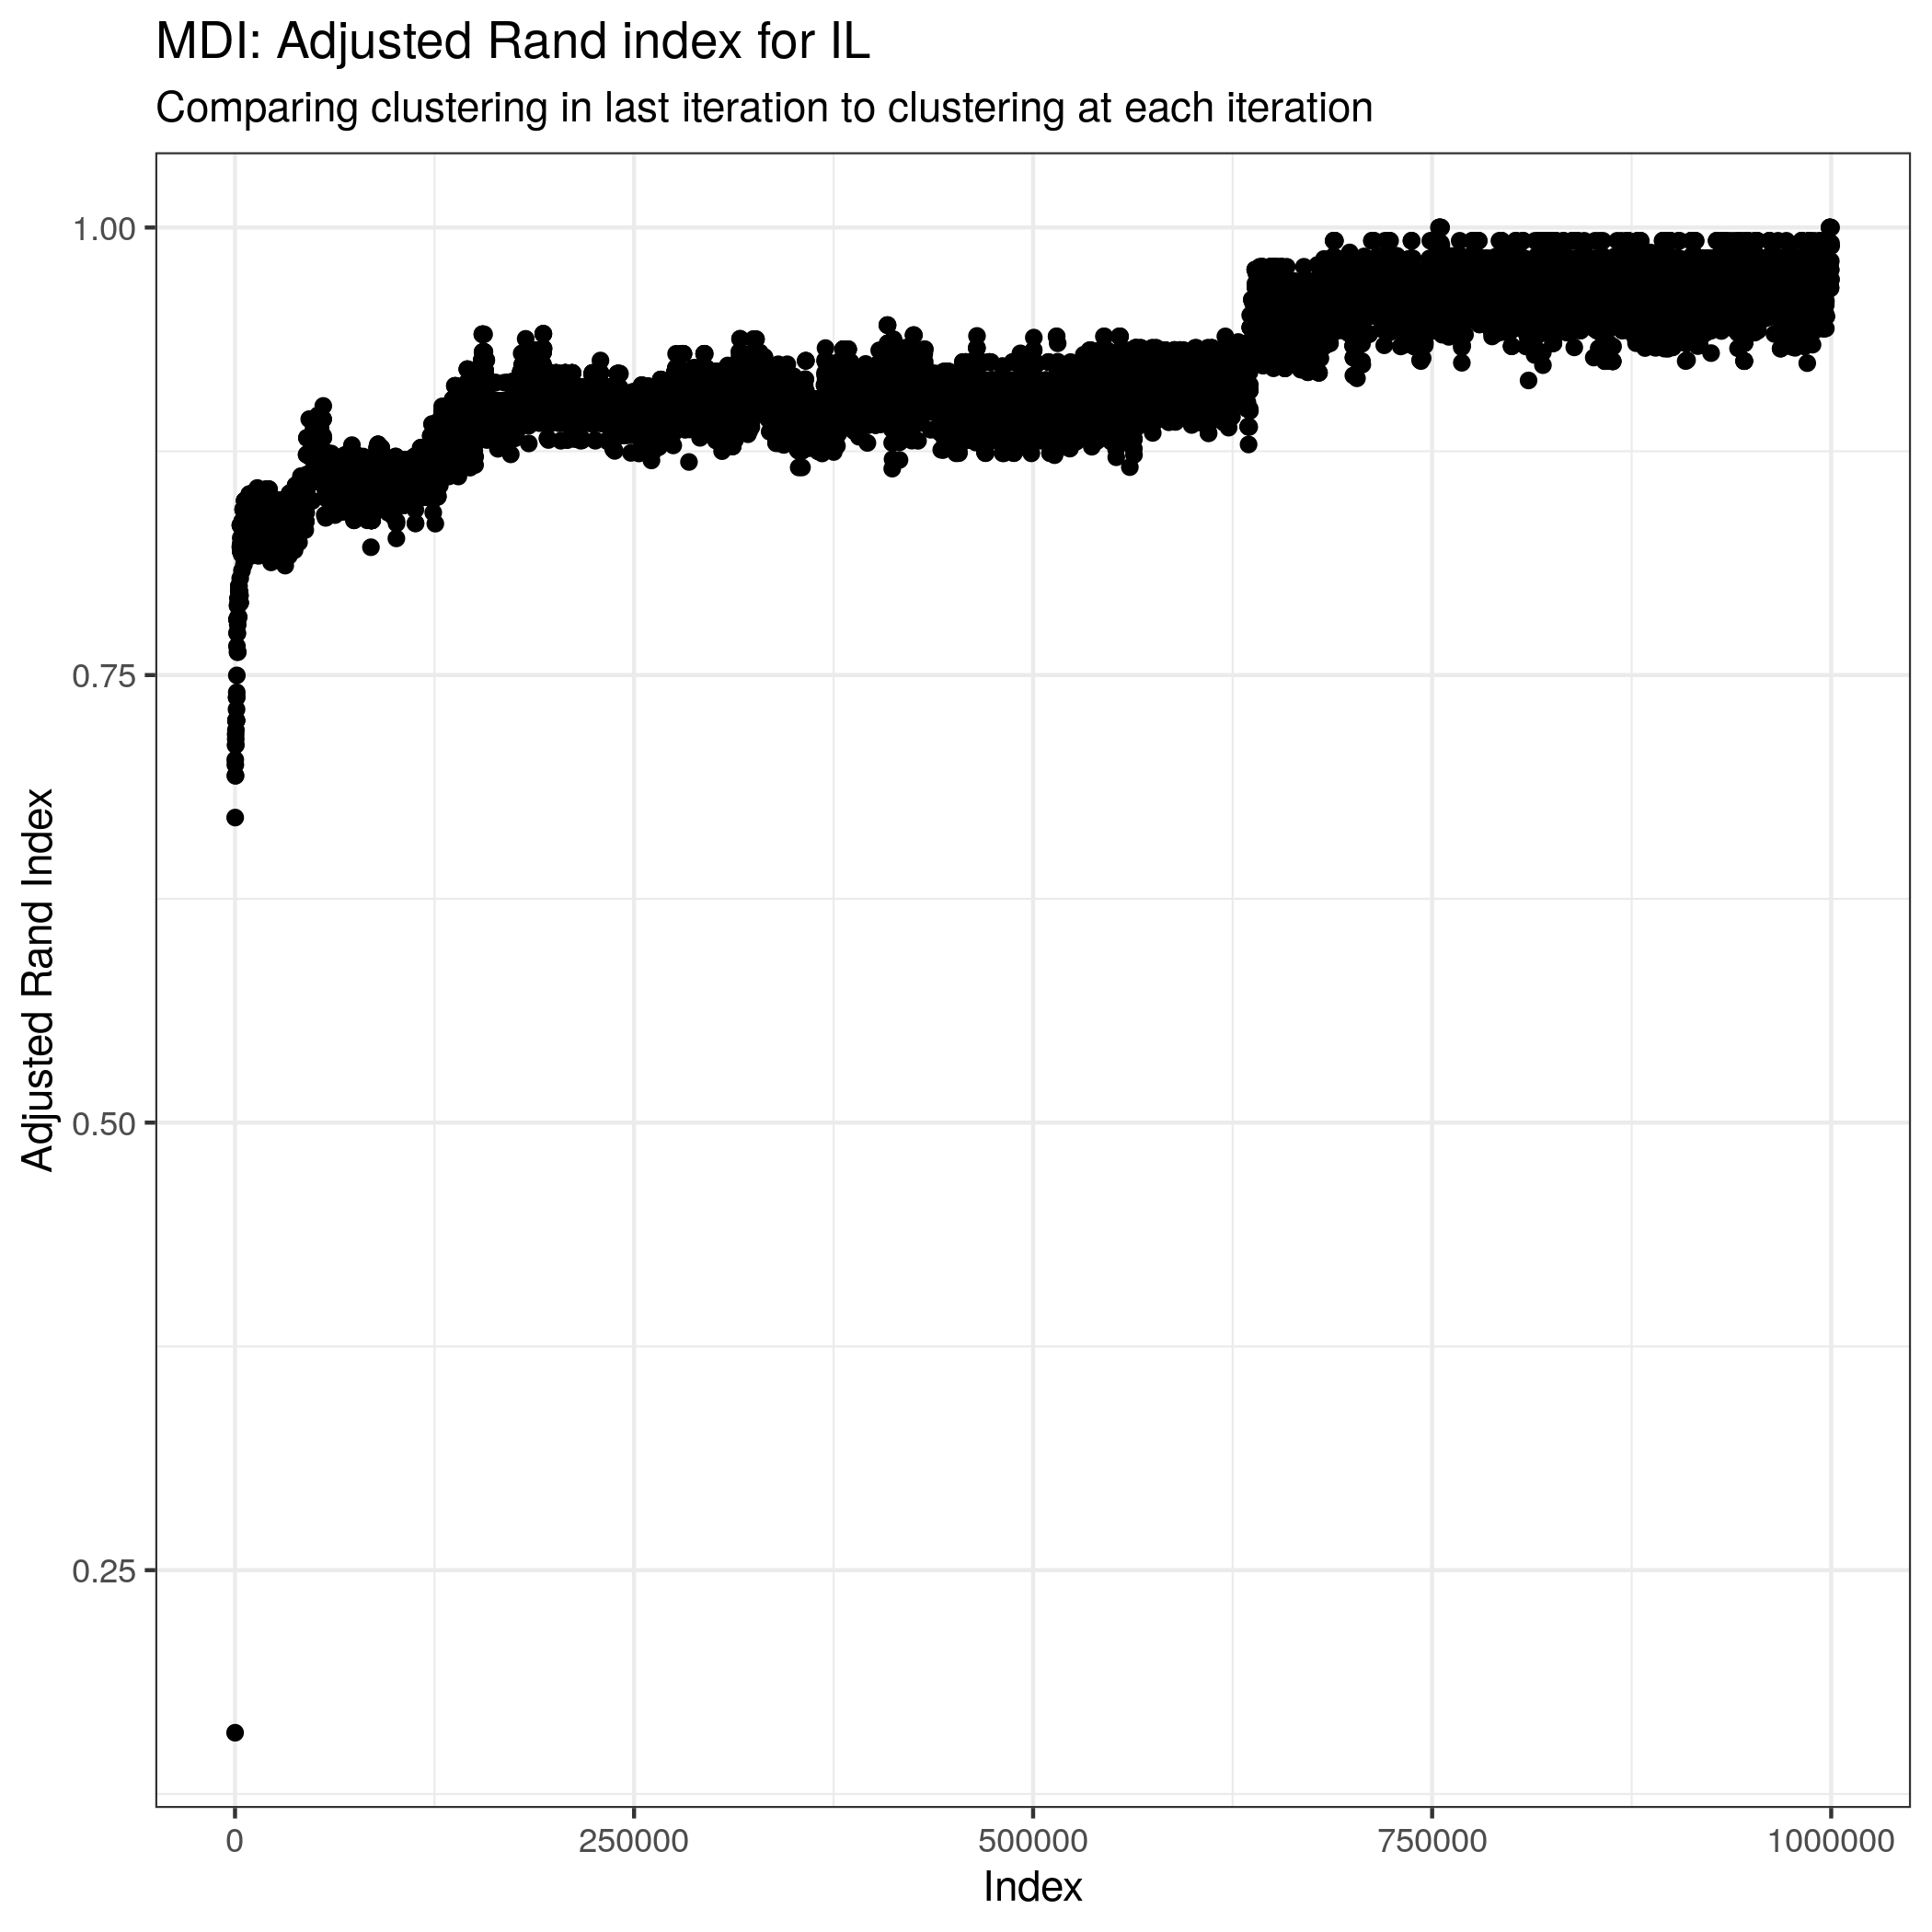 MDI: Adjusted Rand index for IL
Comparing clustering in last iteration to clustering at each iteration
1.00
0.75
0.50
0.25
Adjusted Rand Index
0 250000 500000 750000 1000000
Index